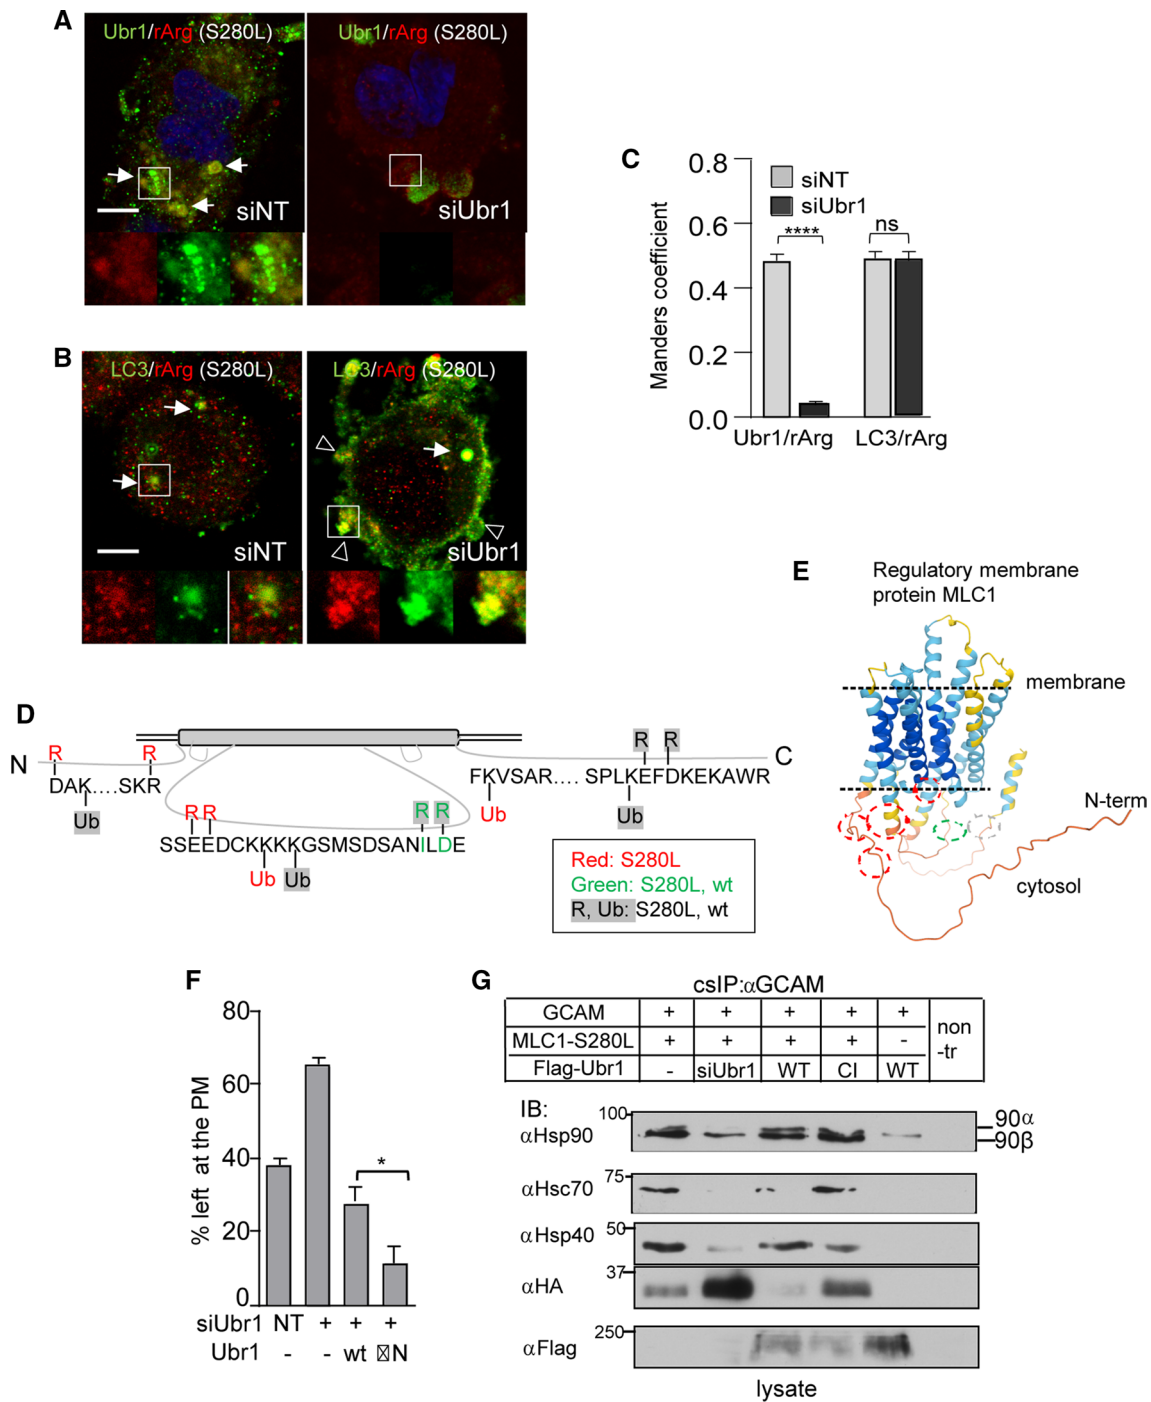 A
Ubr1/rArg (S280L)
Ubr1/rArg (S280L)
siNT
siUbr1
B
LC3/rArg (S280L)
LC3/rArg (S280L)
siNT
siUbr1
C
Manders coefficient
0.8
0.6
0.4
0.2
0.0
siNT
siUbr1
****
ns
Ubr1/rArg
LC3/rArg
D
N
R
R
DAK....SKR
Ub
R R
SSEEDCKKKKGSMSDSANILDE
R R
Ub
Ub
R R
C
FKVSAR.... SPLKEFDKEKAWR
Ub
Ub
Red: S280L
Green: S280L, wt
R, Ub: S280L, wt
E
Regulatory membrane
protein MLC1
membrane
N-term
cytosol
F
% left at the PM
80
60
40
20
0
*
siUbr1 NT + + +
Ubr1 - - wt N
G
csIP:αGCAM
GCAM + + + + +
MLC1-S280L + + + + -
Flag-Ubr1 - siUbr1 WT CI WT
non
-tr
IB:
αHsp90
100
90α
90β
αHsc70
75
αHsp40
50
αHA
37
αFlag
250
lysate